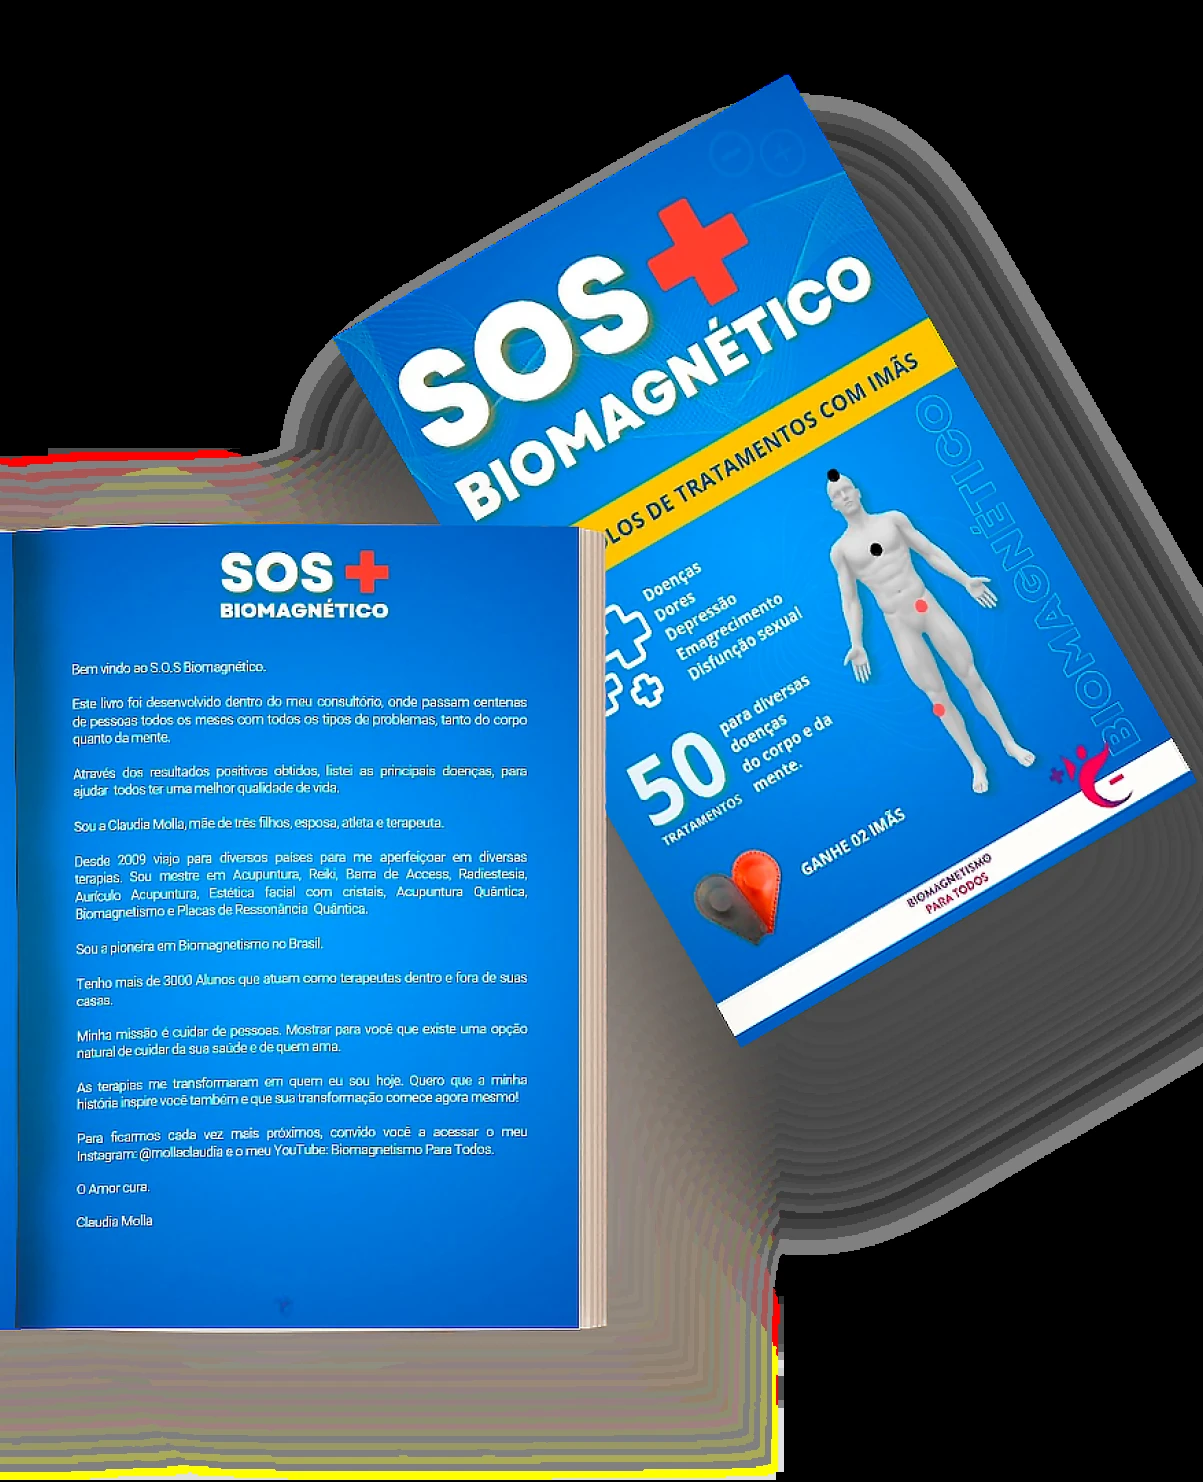 SOS
BIOMAGNÉTICO
LOS DE TRATAMENTOS COM IMÃS
BIOMAGNÉTICO
Doenças
Dores
Depressão
Emagrecimento
Disfunção sexual
50
TRATAMENTOS
para diversas
doenças
do corpo e da
mente.
GANHE 02 IMÃS
BIOMAGNETISMO
PARA TODOS
SOS
BIOMAGNÉTICO
Bem vindo ao S.O.S Biomagnético.
Este livro foi desenvolvido dentro do meu consultório, onde passam centenas
de pessoas todos os meses com todos os tipos de problemas, tanto do corpo
quanto da mente.
Através dos resultados positivos obtidos, listei as principais doenças, para
ajudar todos ter uma melhor qualidade de vida.
Sou a Claudia Molla, mãe de três filhos, esposa, atleta e terapeuta.
Desde 2009 viajo para diversos países para me aperfeiçoar em diversas
terapias. Sou mestre em Acupuntura, Reiki, Barra de Access, Radiestesia,
Aurículo Acupuntura, Estética facial com cristais, Acupuntura Quântica,
Biomagnetismo e Placas de Ressonância Quântica.
Sou a pioneira em Biomagnetismo no Brasil.
Tenho mais de 3000 Alunos que atuam como terapeutas dentro e fora de suas
casas.
Minha missão é cuidar de pessoas. Mostrar para você que existe uma opção
natural de cuidar da sua saúde e de quem ama.
As terapias me transformaram em quem eu sou hoje. Quero que a minha
história inspire você também e que sua transformação comece agora mesmo!
Para ficarmos cada vez mais próximos, convido você a acessar o meu
Instagram: @mollaclaudia e o meu YouTube: Biomagnetismo Para Todos.
O Amor cura.
Claudia Molla